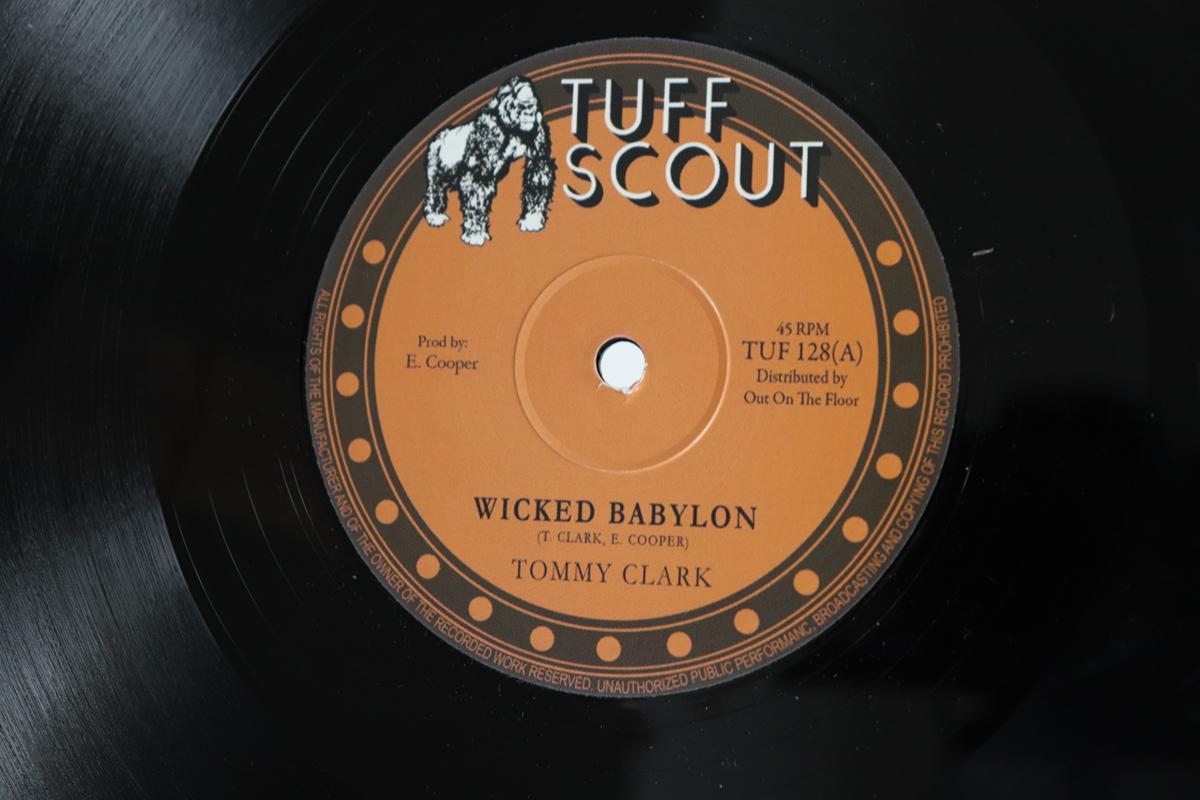 TUFF
SCOUT
Prod by:
E. Cooper
45 RPM
TUF 128(A)
Distributed by
Out On The Floor
WICKED BABYLON
(T. CLARK, E. COOPER)
TOMMY CLARK
ALL RIGHTS OF THE MANUFACTURER AND OF THE OWNER OF THE RECORDED WORK RESERVED. UNAUTHORIZED PUBLIC PERFORMANC, BROADCASTING AND COPYING OF THIS RECORD PROHIBITED